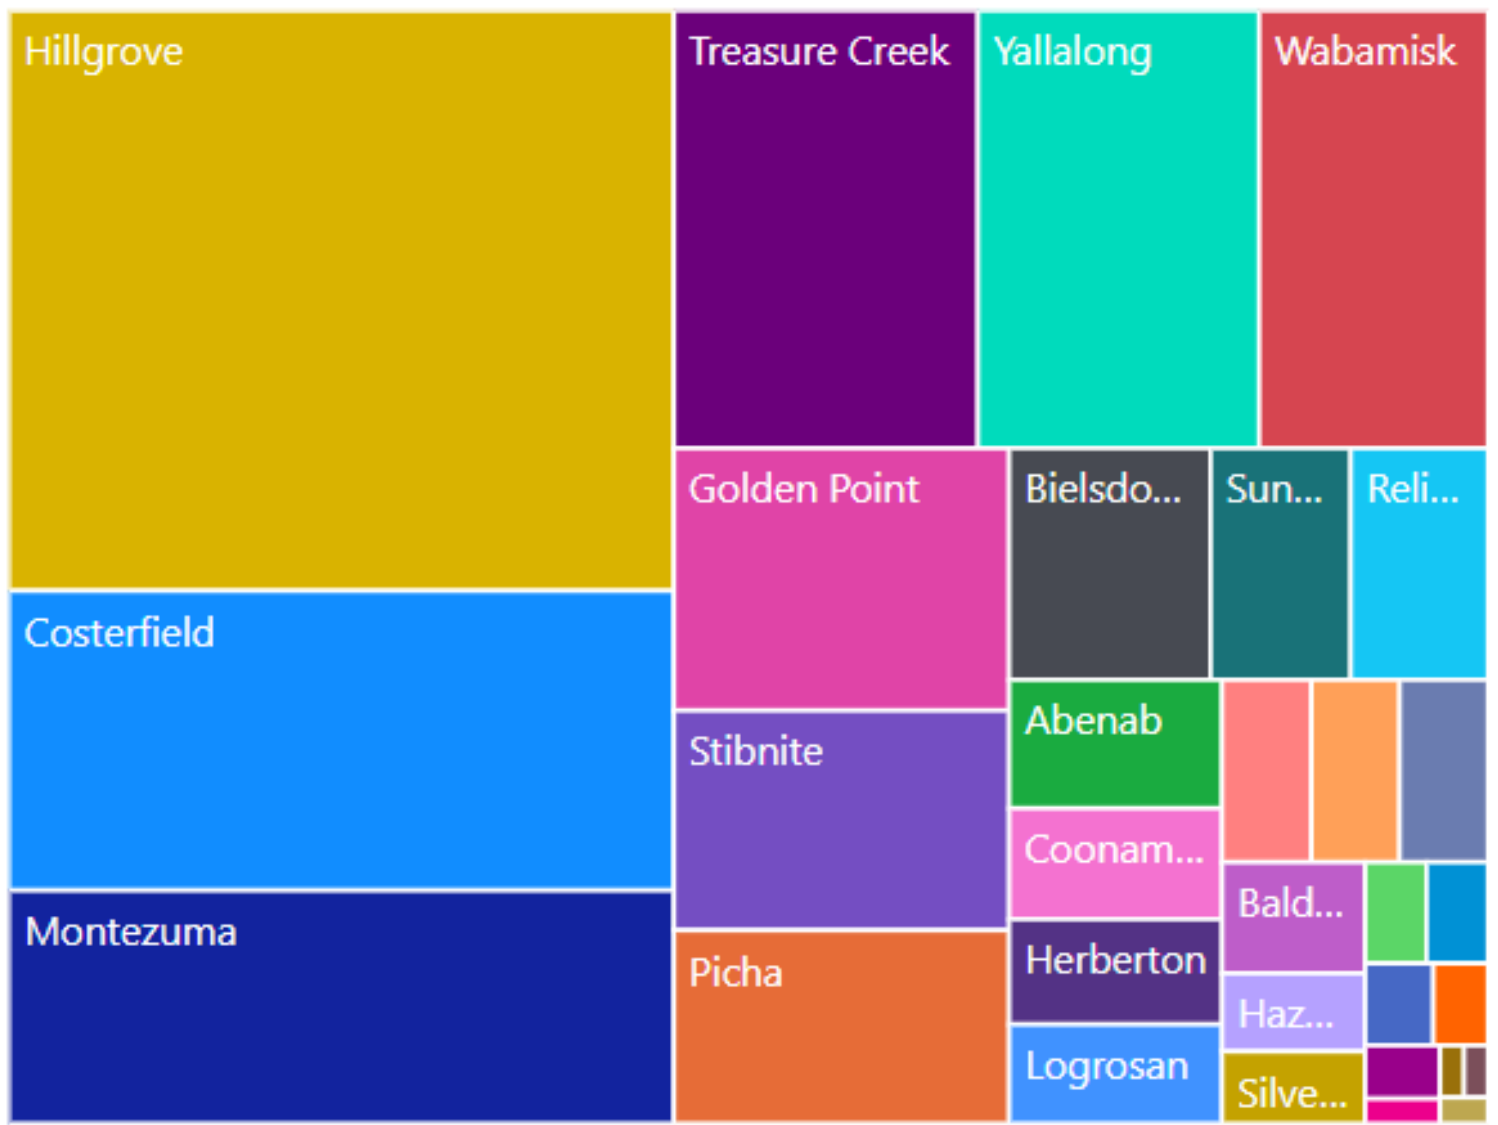 Hillgrove
Treasure Creek
Yallalong
Wabamisk
Costerfield
Montezuma
Golden Point
Stibnite
Picha
Bielsdo...
Sun...
Reli...
Abenab
Coonam...
Herberton
Logrosan
Bald...
Haz...
Silve...